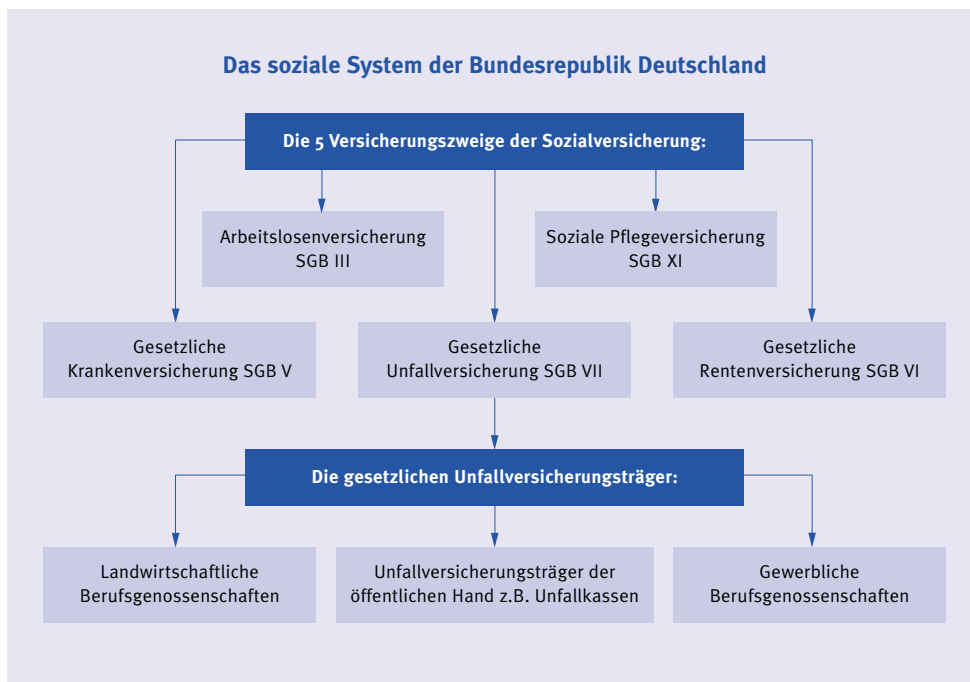 Das soziale System der Bundesrepublik Deutschland
Die 5 Versicherungszweige der Sozialversicherung:
Arbeitslosenversicherung
SGB III
Soziale Pflegeversicherung
SGB XI
Gesetzliche
Krankenversicherung SGB V
Gesetzliche
Unfallversicherung SGB VII
Gesetzliche
Rentenversicherung SGB VI
Die gesetzlichen Unfallversicherungsträger:
Landwirtschaftliche
Berufsgenossenschaften
Unfallversicherungsträger der
öffentlichen Hand z.B. Unfallkassen
Gewerbliche
Berufsgenossenschaften